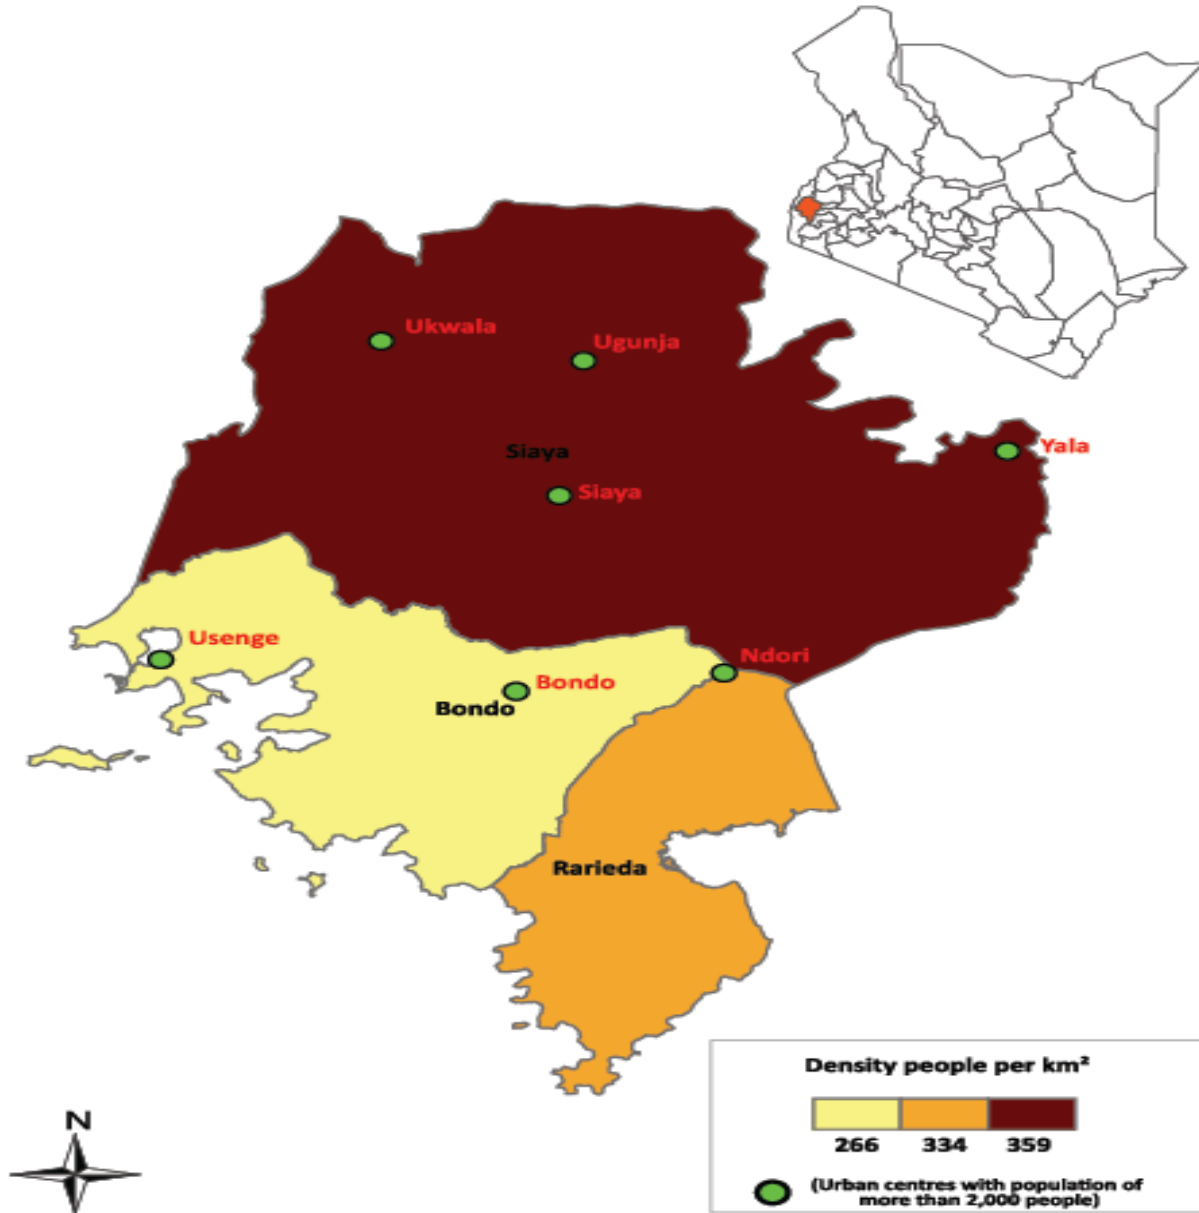 Ukwala
Ugunja
Siaya
Yala
Siaya
Usenge
Ndori
Bondo
Bondo
Rarieda
Density people per km²
266 334 359
(Urban centres with population of
more than 2,000 people)
N